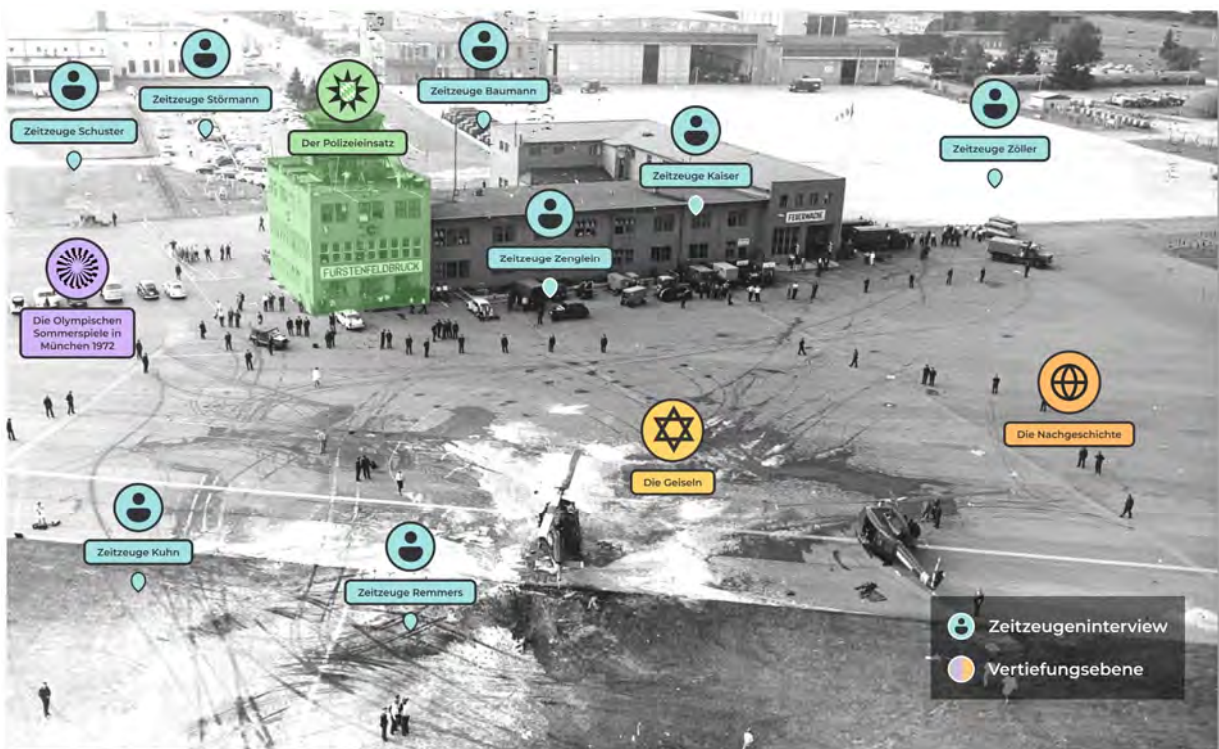 Zeitzeuge Störmann
Zeitzeuge Baumann
Zeitzeuge Schuster
Der Polizeieinsatz
Zeitzeuge Zöller
Zeitzeuge Kaiser
FEUERWACHE
Zeitzeuge Zenglein
FÜRSTENFELDBRUCK
Die Olympischen
Sommerspiele in
München 1972
Die Nachgeschichte
Die Geiseln
Zeitzeuge Kuhn
Zeitzeuge Remmers
Zeitzeugeninterview
Vertiefungsebene